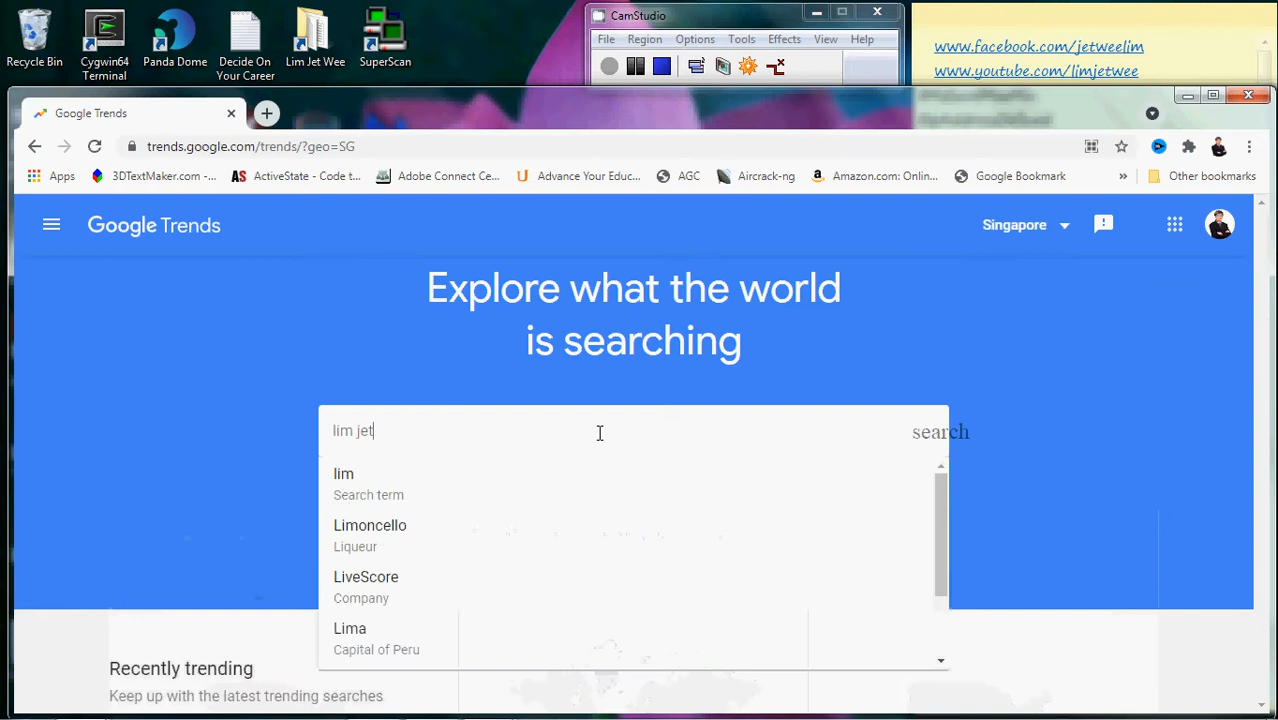 Recycle Bin
Cygwin64 Terminal
Panda Dome
Decide On Your Career
Lim Jet Wee
SuperScan
CamStudio
File Region Options Tools Effects View Help
www.facebook.com/jetweelim
www.youtube.com/limjetwee
Google Trends
trends.google.com/trends/?geo=SG
Apps
3DTextMaker.com -...
ActiveState - Code t...
Adobe Connect Ce...
Advance Your Educ...
AGC
Aircrack-ng
Amazon.com: Onlin...
Google Bookmark
»
Other bookmarks
Google Trends
Singapore
Explore what the world
is searching
lim jet
search
lim
Search term
Limoncello
Liqueur
LiveScore
Company
Lima
Capital of Peru
Recently trending
Keep up with the latest trending searches